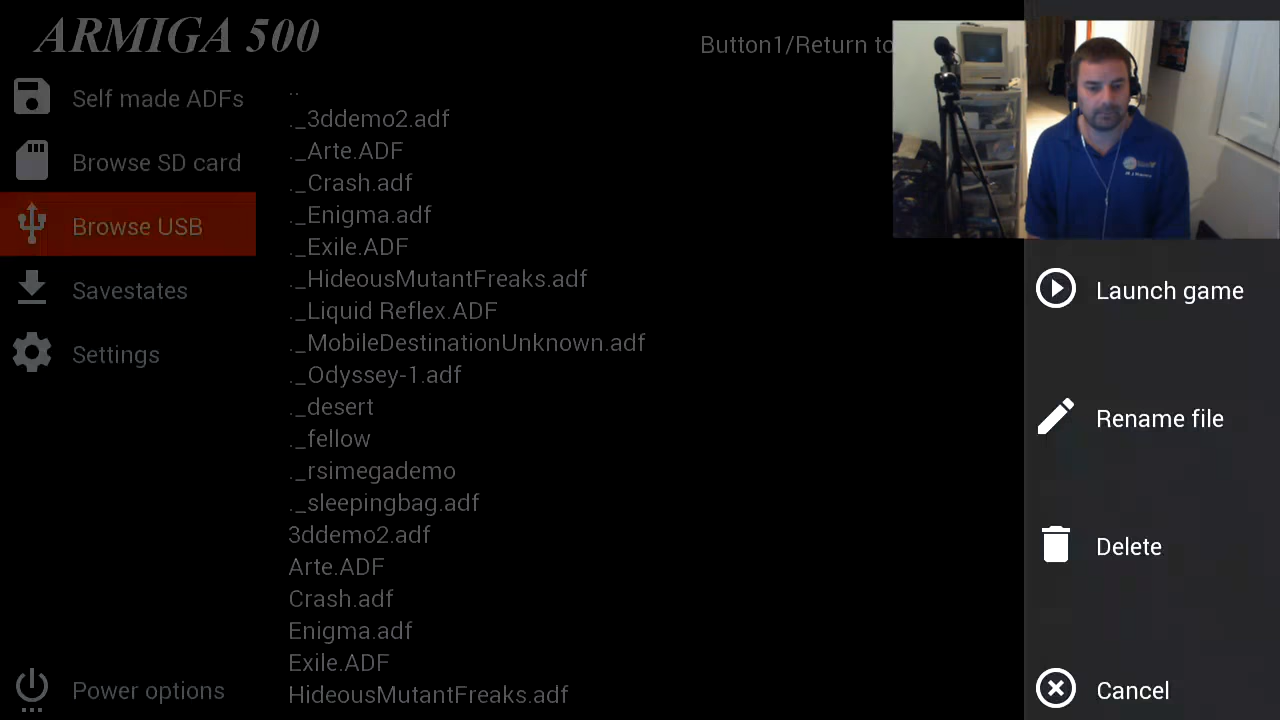 ARMIGA 500
Button1/Return to
Self made ADFs
Browse SD card
Browse USB
Savestates
Settings
Power options
..
._3ddemo2.adf
._Arte.ADF
._Crash.adf
._Enigma.adf
._Exile.ADF
._HideousMutantFreaks.adf
._Liquid Reflex.ADF
._MobileDestinationUnknown.adf
._Odyssey-1.adf
._desert
._fellow
._rsimegademo
._sleepingbag.adf
3ddemo2.adf
Arte.ADF
Crash.adf
Enigma.adf
Exile.ADF
HideousMutantFreaks.adf
Launch game
Rename file
Delete
Cancel